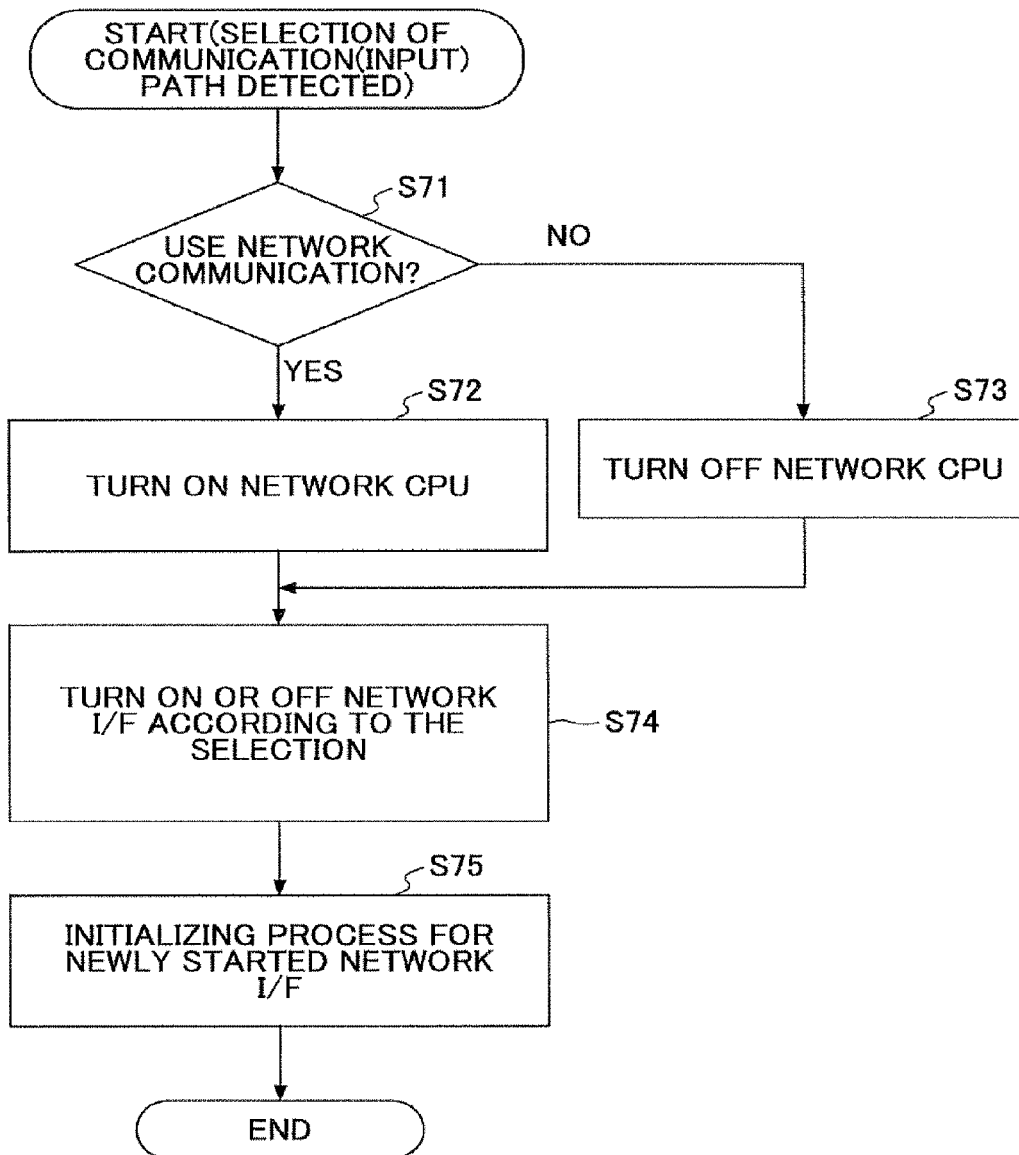 START(SELECTION OF
COMMUNICATION(INPUT)
PATH DETECTED)
S71
USE NETWORK
COMMUNICATION?
NO
YES
S72
TURN ON NETWORK CPU
S73
TURN OFF NETWORK CPU
TURN ON OR OFF NETWORK
I/F ACCORDING TO THE
SELECTION
S74
S75
INITIALIZING PROCESS FOR
NEWLY STARTED NETWORK
I/F
END